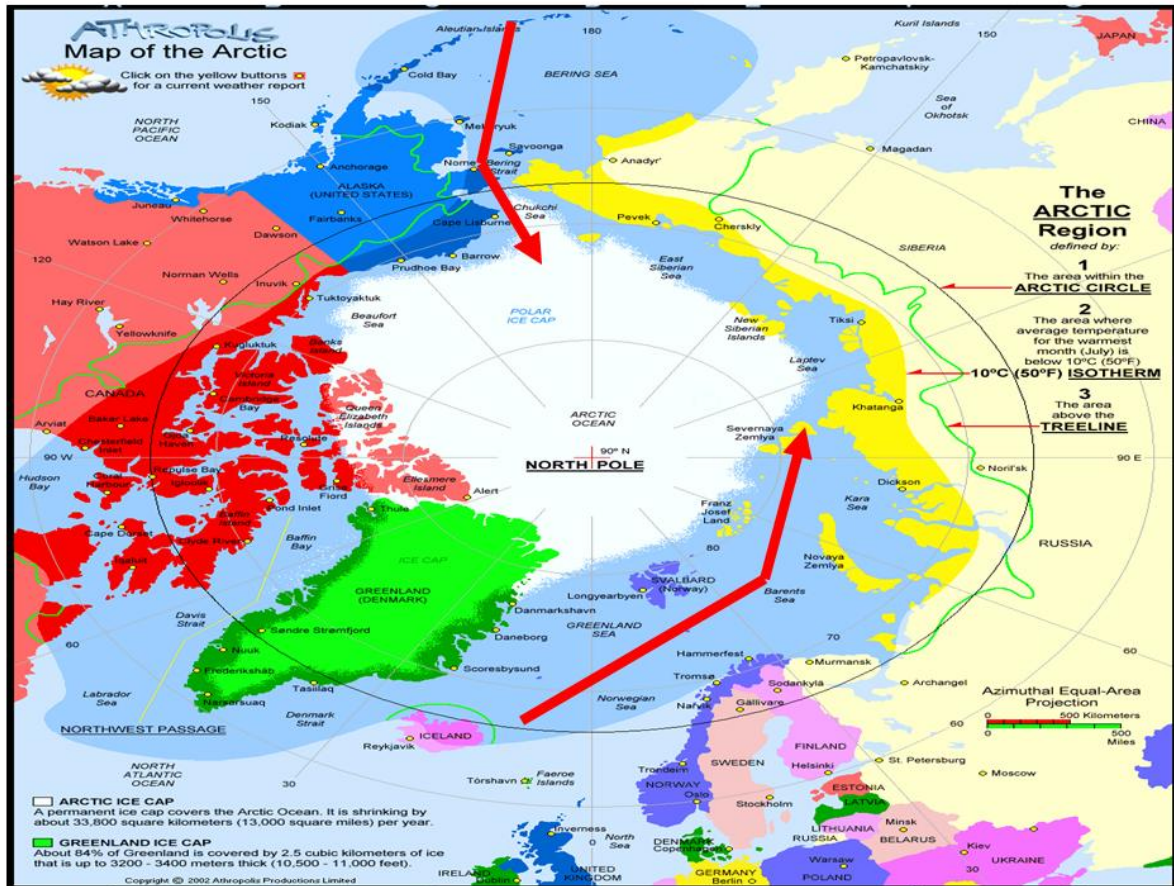 ATHROPOLIS
Map of the Arctic
Click on the yellow buttons
for a current weather report
Aleutian Islands
180
Kuril Islands
150
JAPAN
Cold Bay
BERING SEA
Petropavlovsk-
Kamchatskiy
Sea
of
Okhotsk
150
NORTH
PACIFIC
OCEAN
Kodiak
Mekoryuk
Savoonga
CHINA
Magadan
Anchorage
Nome
Bering
Strait
Anadyr'
ALASKA
(UNITED STATES)
Juneau
Whitehorse
Fairbanks
Chukchi
Sea
Cape Lisburne
Pevek
Cherskly
The
ARCTIC
Region
defined by:
Watson Lake
Dawson
Barrow
Prudhoe Bay
East
Siberian
Sea
SIBERIA
120
Norman Wells
Inuvik
Tuktoyaktuk
1
The area within the
ARCTIC CIRCLE
Hay River
Beaufort
Sea
POLAR
ICE CAP
New
Siberian
Islands
Tiksi
2
The area where
average temperature
for the warmest
month (July) is
below 10ºC (50ºF)
10ºC (50ºF) ISOTHERM
Yellowknife
Kugluktuk
Banks
Island
Laptev
Sea
Victoria
Island
CANADA
Cambridge
Bay
Queen
Elizabeth
Islands
ARCTIC
OCEAN
Khatanga
3
The area
above the
TREELINE
Arviat
Baker Lake
Gjoa
Haven
Resolute
Severnaya
Zemlya
Chesterfield
Inlet
90 W
90º N
NORTH POLE
90 E
Noril'sk
Hudson
Bay
Repulse Bay
Coral
Harbour
Igloolik
Grise
Fiord
Ellesmere
Island
Alert
Dickson
Kara
Sea
Pond Inlet
Thule
Franz
Josef
Land
Cape Dorset
Baffin
Island
Clyde River
Baffin
Bay
Iqaluit
ICE CAP
80
RUSSIA
Novaya
Zemlya
GREENLAND
(DENMARK)
SVALBARD
(Norway)
Longyearbyen
Barents
Sea
Davis
Strait
Danmarkshavn
GREENLAND
SEA
Søndre Strømfjord
Daneborg
60
Nuuk
70
Hammerfest
Murmansk
60
Frederikshåb
Scoresbysund
Tromsø
Sodankylä
Archangel
Labrador
Sea
Narsarsuaq
Tasiilaq
Norwegian
Sea
Narvik
Gällivare
Azimuthal Equal-Area
Projection
Denmark
Strait
0 500 Kilometers
0 500
Miles
NORTHWEST PASSAGE
ICELAND
Reykjavik
FINLAND
60
SWEDEN
Helsinki
St. Petersburg
NORTH
ATLANTIC
OCEAN
30
Tórshavn
Faeroe
Islands
Trondeim
NORWAY
Oslo
Stockholm
ESTONIA
LATVIA
Moscow
ARCTIC ICE CAP
A permanent ice cap covers the Arctic Ocean. It is shrinking by
about 33,800 square kilometers (13,000 square miles) per year.
GREENLAND ICE CAP
About 84% of Greenland is covered by 2.5 cubic kilometers of ice
that is up to 3200 - 3400 meters thick (10,500 - 11,000 feet).
Copyright © 2002 Athropolis Productions Limited
Inverness
North
Sea
0
DENMARK
Copenhagen
LITHUANIA
RUSSIA
Minsk
BELARUS
Kiev
UKRAINE
IRELAND
Dublin
UNITED
KINGDOM
GERMANY
Berlin
Warsaw
POLAND
30